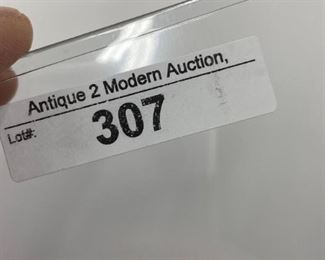 Antique 2 Modern Auction,
Lot#: 307